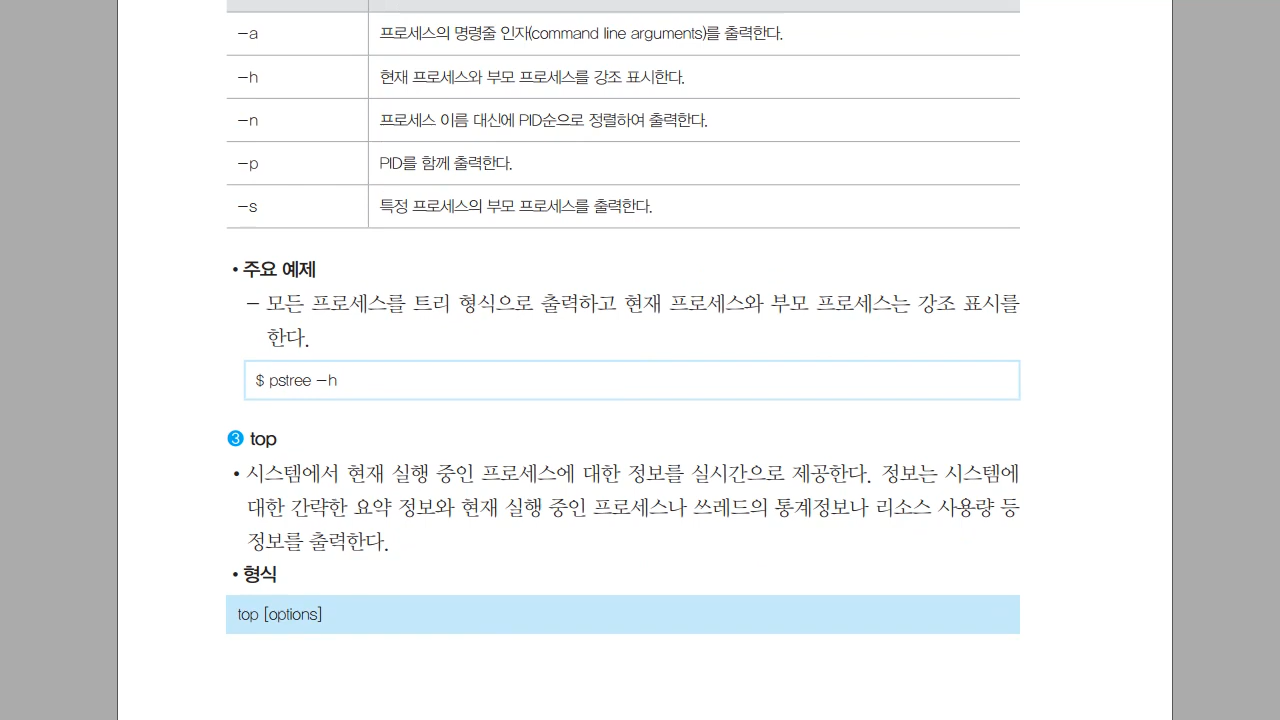 –a 프로세스의 명령줄 인자(command line arguments)를 출력한다.
–h 현재 프로세스와 부모 프로세스를 강조 표시한다.
–n 프로세스 이름 대신에 PID순으로 정렬하여 출력한다.
–p PID를 함께 출력한다.
–s 특정 프로세스의 부모 프로세스를 출력한다.
• 주요 예제
– 모든 프로세스를 트리 형식으로 출력하고 현재 프로세스와 부모 프로세스는 강조 표시를
한다.
$ pstree –h
❸ top
• 시스템에서 현재 실행 중인 프로세스에 대한 정보를 실시간으로 제공한다. 정보는 시스템에
대한 간략한 요약 정보와 현재 실행 중인 프로세스나 쓰레드의 통계정보나 리소스 사용량 등
정보를 출력한다.
• 형식
top [options]